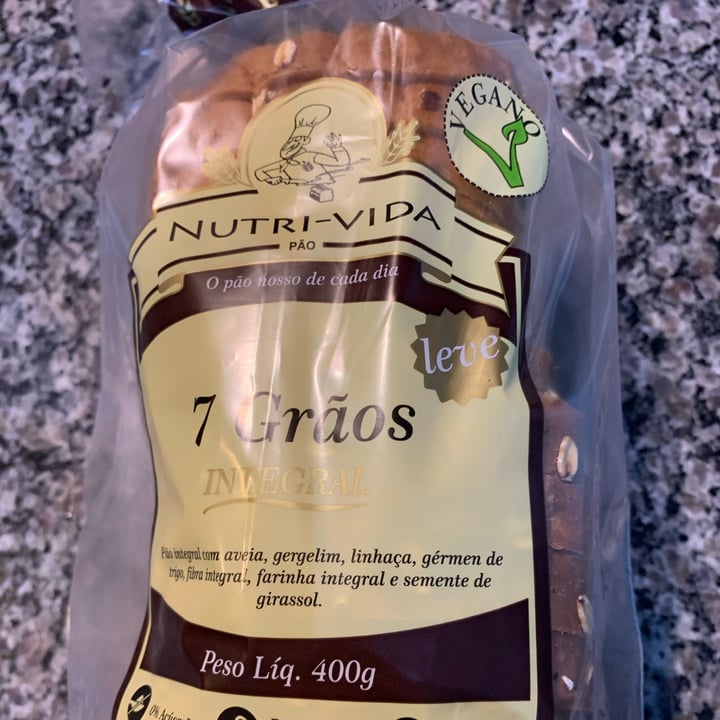 VEGANO
NUTRI-VIDA
PÃO
O pão nosso de cada dia
leve
7 Grãos
INTEGRAL
Pão integral com aveia, gergelim, linhaça, gérmen de
trigo, fibra integral, farinha integral e semente de
girassol.
Peso Líq. 400g
0%